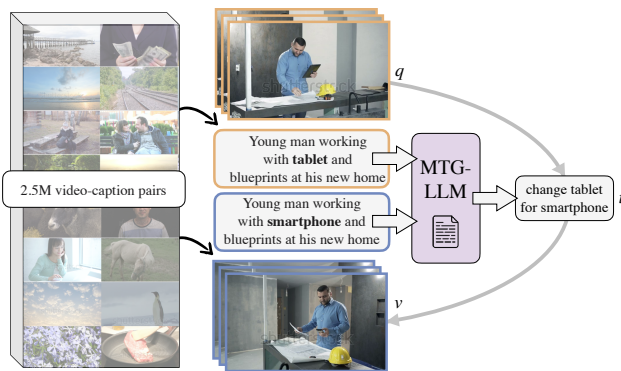 q
Young man working
with tablet and
blueprints at his new home
MTG-
LLM
2.5M video-caption pairs
change tablet
for smartphone
Young man working
with smartphone and
blueprints at his new home
v